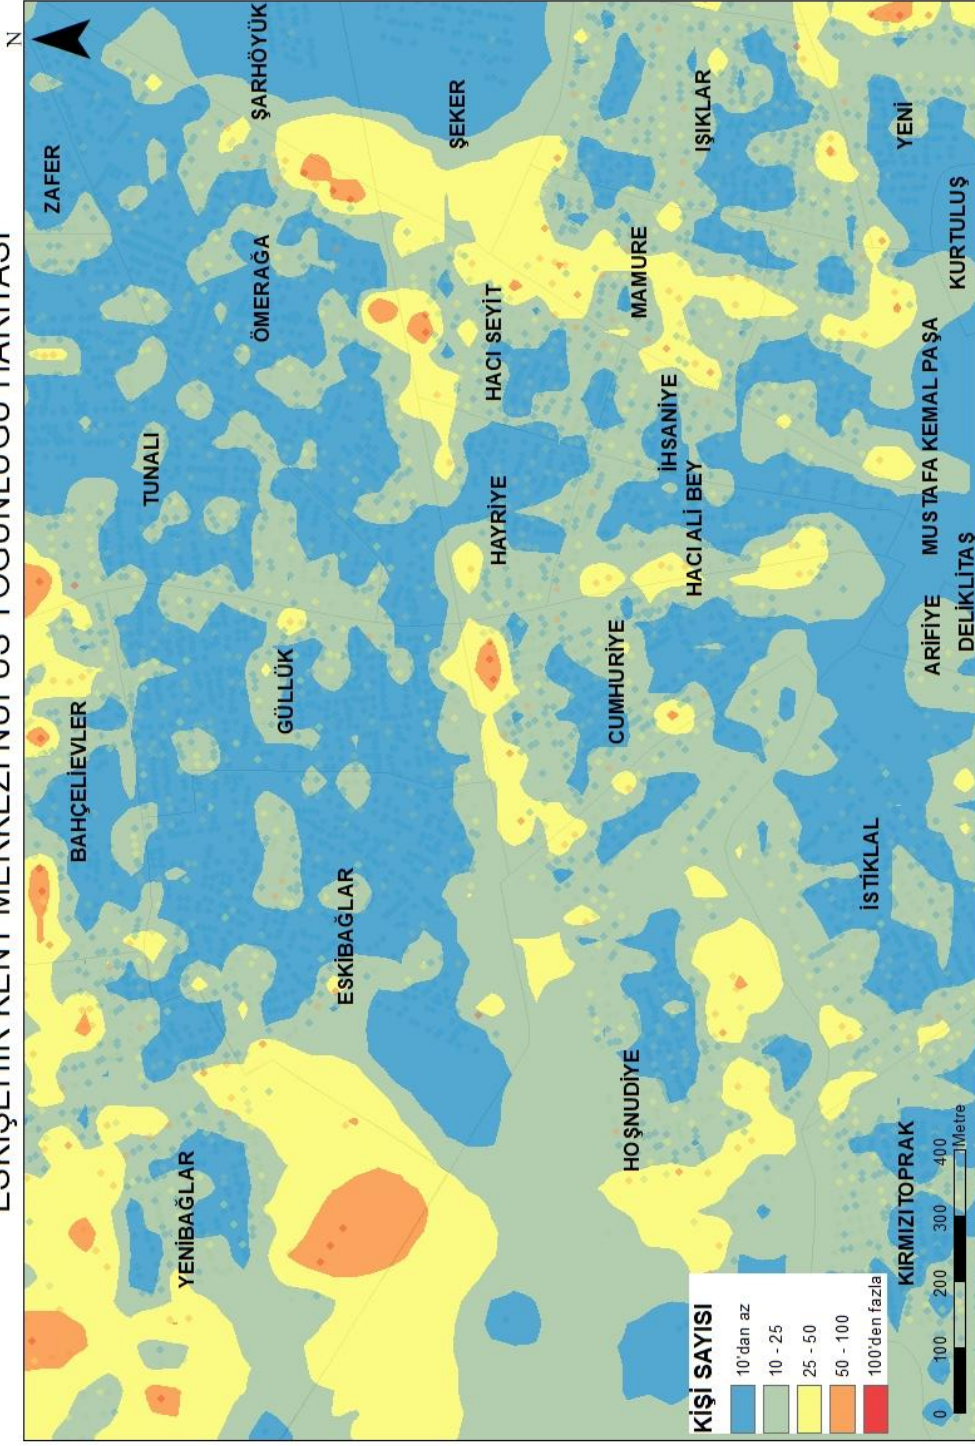 ESKİŞEHİR KENT MERKEZİ NÜFUS YOĞUNLUĞU HARİTASI
N
ZAFER
ŞARHÖYÜK
ŞEKER
IŞIKLAR
YENİ
KURTULUŞ
ÖMERAĞA
HACI SEYİT
MAMURE
TUNALI
HAYRİYE
İHSANİYE
HACI ALİ BEY
MUSTAFA KEMAL PAŞA
BAHÇELİEVLER
GÜLLÜK
CUMHURİYE
ARİFİYE
DELİKLİTAŞ
ESKİBAĞLAR
İSTİKLAL
YENİBAĞLAR
HOŞNUDİYE
KIRMIZI TOPRAK
KİŞİ SAYISI
10'dan az
10 - 25
25 - 50
50 - 100
100'den fazla
0 100 200 300 400
Metre